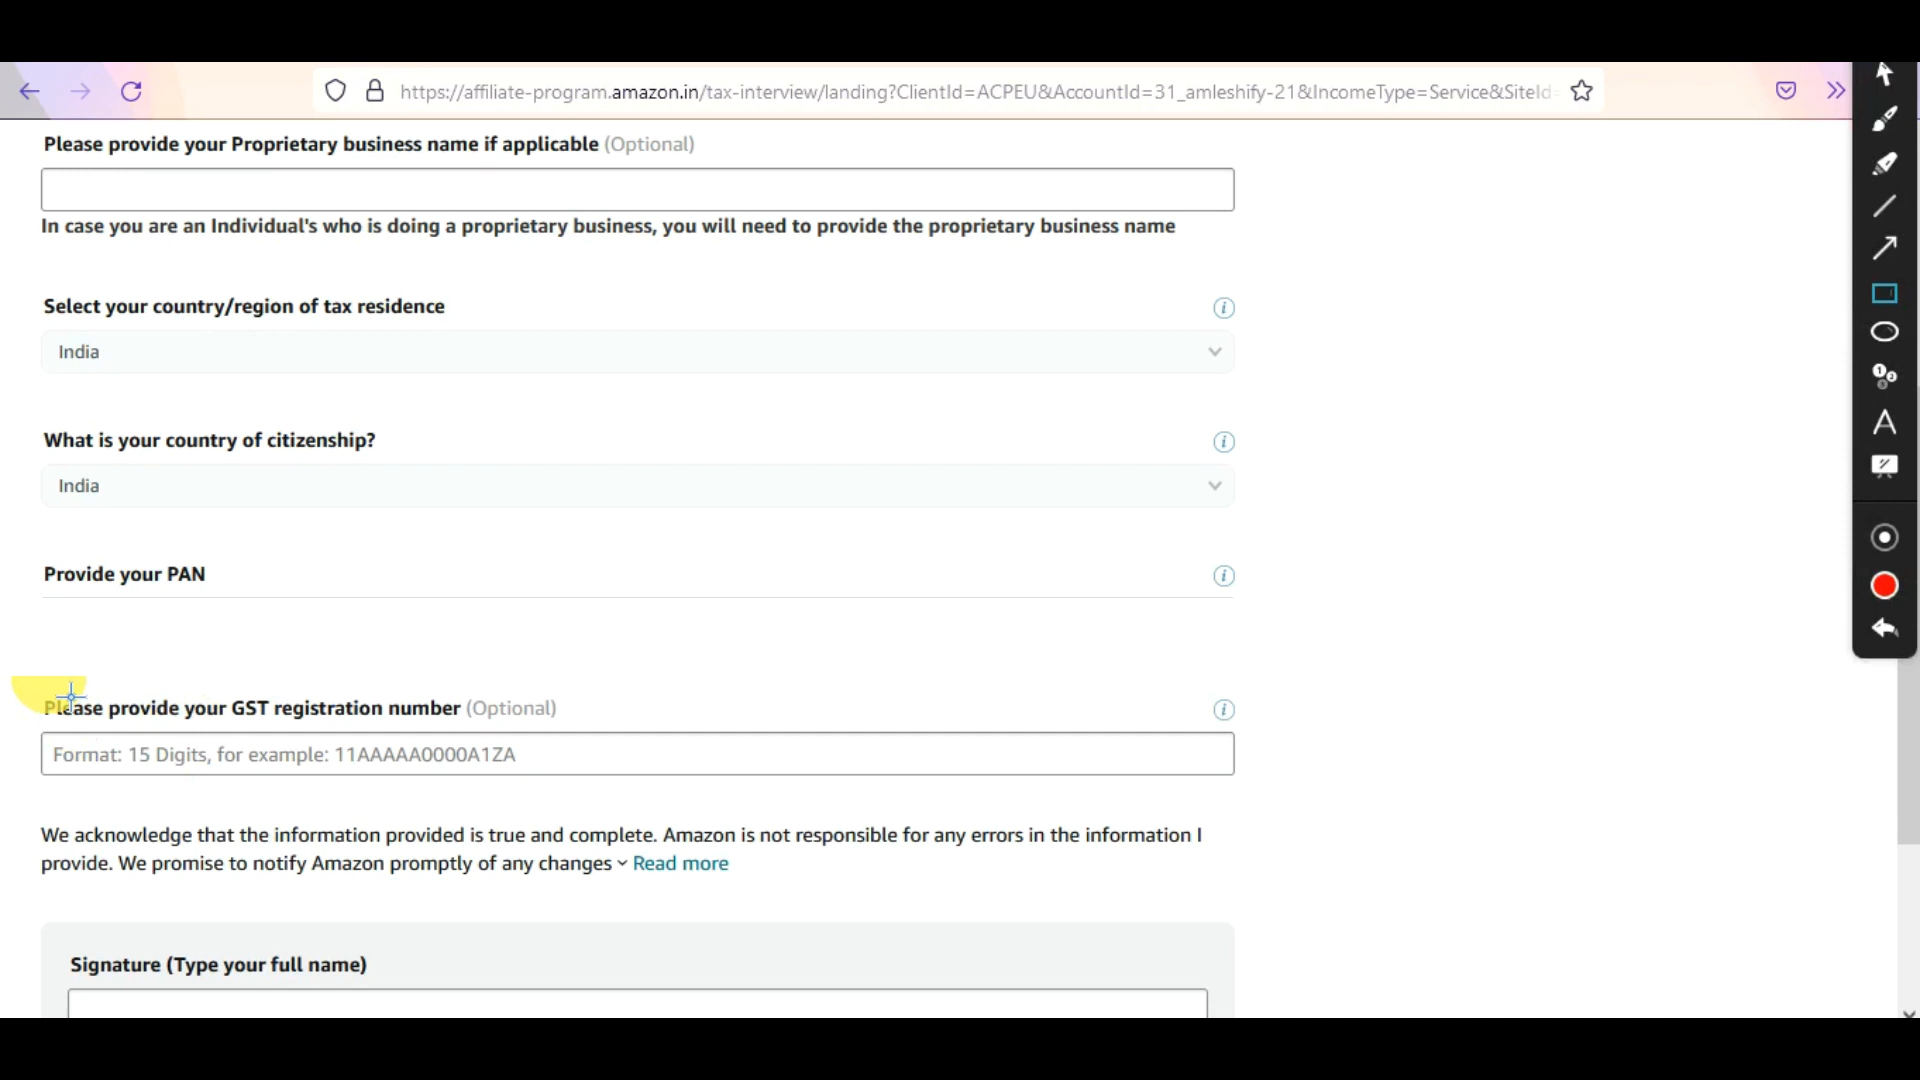 https://affiliate-program.amazon.in/tax-interview/landing?ClientId=ACPEU&AccountId=31_amleshify-21&IncomeType=Service&SiteId=
Please provide your Proprietary business name if applicable (Optional)
In case you are an Individual's who is doing a proprietary business, you will need to provide the proprietary business name
Select your country/region of tax residence
India
What is your country of citizenship?
India
Provide your PAN
Please provide your GST registration number (Optional)
Format: 15 Digits, for example: 11AAAAA0000A1ZA
We acknowledge that the information provided is true and complete. Amazon is not responsible for any errors in the information I
provide. We promise to notify Amazon promptly of any changes Read more
Signature (Type your full name)